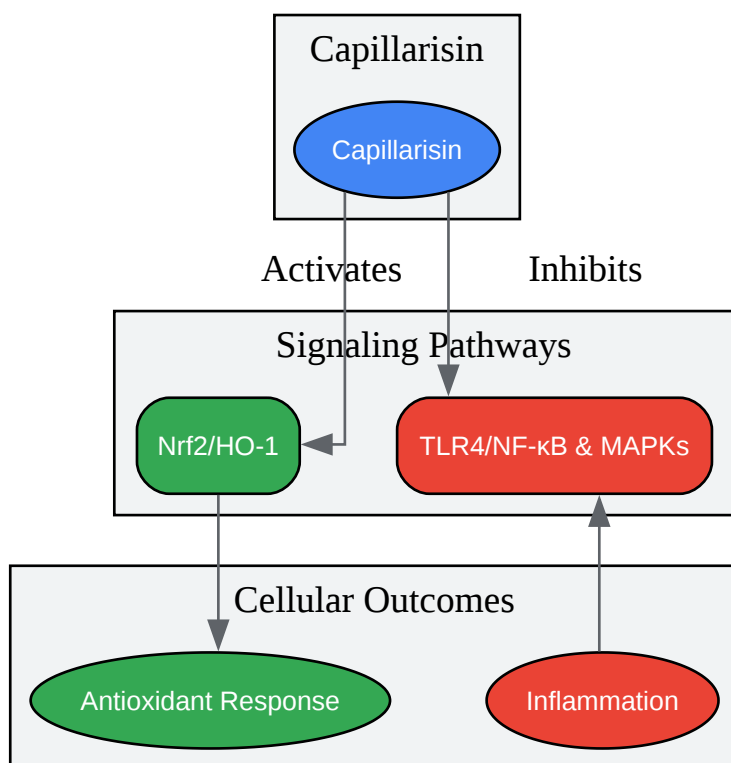 Capillarisin
Capillarisin
Activates
Inhibits
Signaling Pathways
Nrf2/HO-1
TLR4/NF-κB & MAPKs
Cellular Outcomes
Antioxidant Response
Inflammation